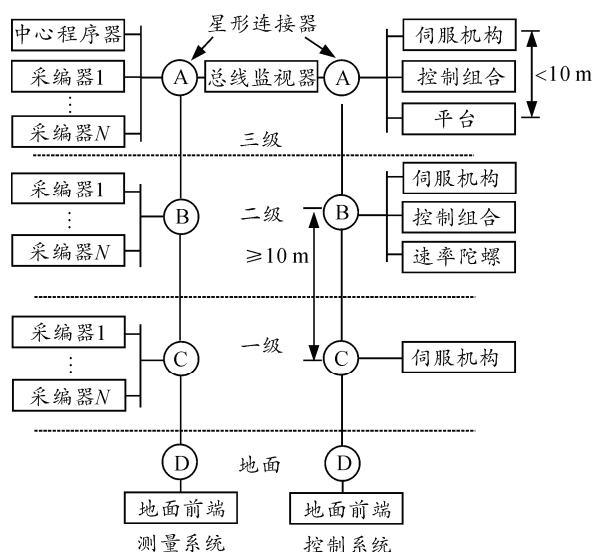 星形连接器
中心程序器
采编器1
⋮
采编器N
A
总线监视器
A
伺服机构
控制组合
平台
<10 m
三级
采编器1
⋮
采编器N
B
二级
B
≥10 m
伺服机构
控制组合
速率陀螺
采编器1
⋮
采编器N
C
一级
C
伺服机构
D
地面
D
地面前端
地面前端
测量系统
控制系统